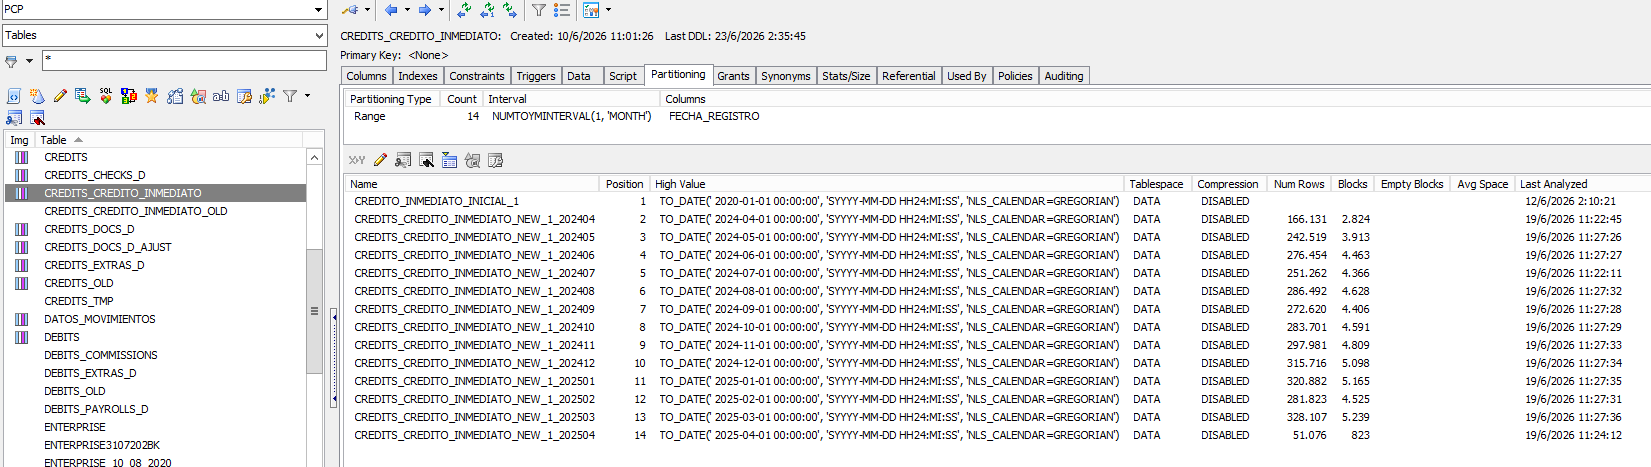 PCP
Tables
*
Img Table
CREDITS
CREDITS_CHECKS_D
CREDITS_CREDITO_INMEDIATO
CREDITS_CREDITO_INMEDIATO_OLD
CREDITS_DOCS_D
CREDITS_DOCS_D_AJUST
CREDITS_EXTRAS_D
CREDITS_OLD
CREDITS_TMP
DATOS_MOVIMIENTOS
DEBITS
DEBITS_COMMISSIONS
DEBITS_EXTRAS_D
DEBITS_OLD
DEBITS_PAYROLLS_D
ENTERPRISE
ENTERPRISE3107202BK
ENTERPRISE_10_08_2020
CREDITS_CREDITO_INMEDIATO: Created: 10/6/2026 11:01:26 Last DDL: 23/6/2026 2:35:45
Primary Key: <None>
Columns Indexes Constraints Triggers Data Script Partitioning Grants Synonyms Stats/Size Referential Used By Policies Auditing
Partitioning Type Count Interval Columns
Range 14 NUMTOYMINTERVAL(1, 'MONTH') FECHA_REGISTRO
Name Position High Value Tablespace Compression Num Rows Blocks Empty Blocks Avg Space Last Analyzed
CREDITO_INMEDIATO_INICIAL_1 1 TO_DATE(' 2020-01-01 00:00:00', 'SYYYY-MM-DD HH24:MI:SS', 'NLS_CALENDAR=GREGORIAN') DATA DISABLED 12/6/2026 2:10:21
CREDITS_CREDITO_INMEDIATO_NEW_1_202404 2 TO_DATE(' 2024-04-01 00:00:00', 'SYYYY-MM-DD HH24:MI:SS', 'NLS_CALENDAR=GREGORIAN') DATA DISABLED 166.131 2.824 19/6/2026 11:22:45
CREDITS_CREDITO_INMEDIATO_NEW_1_202405 3 TO_DATE(' 2024-05-01 00:00:00', 'SYYYY-MM-DD HH24:MI:SS', 'NLS_CALENDAR=GREGORIAN') DATA DISABLED 242.519 3.913 19/6/2026 11:27:26
CREDITS_CREDITO_INMEDIATO_NEW_1_202406 4 TO_DATE(' 2024-06-01 00:00:00', 'SYYYY-MM-DD HH24:MI:SS', 'NLS_CALENDAR=GREGORIAN') DATA DISABLED 276.454 4.463 19/6/2026 11:27:27
CREDITS_CREDITO_INMEDIATO_NEW_1_202407 5 TO_DATE(' 2024-07-01 00:00:00', 'SYYYY-MM-DD HH24:MI:SS', 'NLS_CALENDAR=GREGORIAN') DATA DISABLED 251.262 4.366 19/6/2026 11:22:11
CREDITS_CREDITO_INMEDIATO_NEW_1_202408 6 TO_DATE(' 2024-08-01 00:00:00', 'SYYYY-MM-DD HH24:MI:SS', 'NLS_CALENDAR=GREGORIAN') DATA DISABLED 286.492 4.628 19/6/2026 11:27:32
CREDITS_CREDITO_INMEDIATO_NEW_1_202409 7 TO_DATE(' 2024-09-01 00:00:00', 'SYYYY-MM-DD HH24:MI:SS', 'NLS_CALENDAR=GREGORIAN') DATA DISABLED 272.620 4.406 19/6/2026 11:27:28
CREDITS_CREDITO_INMEDIATO_NEW_1_202410 8 TO_DATE(' 2024-10-01 00:00:00', 'SYYYY-MM-DD HH24:MI:SS', 'NLS_CALENDAR=GREGORIAN') DATA DISABLED 283.701 4.591 19/6/2026 11:27:29
CREDITS_CREDITO_INMEDIATO_NEW_1_202411 9 TO_DATE(' 2024-11-01 00:00:00', 'SYYYY-MM-DD HH24:MI:SS', 'NLS_CALENDAR=GREGORIAN') DATA DISABLED 297.981 4.809 19/6/2026 11:27:33
CREDITS_CREDITO_INMEDIATO_NEW_1_202412 10 TO_DATE(' 2024-12-01 00:00:00', 'SYYYY-MM-DD HH24:MI:SS', 'NLS_CALENDAR=GREGORIAN') DATA DISABLED 315.716 5.098 19/6/2026 11:27:34
CREDITS_CREDITO_INMEDIATO_NEW_1_202501 11 TO_DATE(' 2025-01-01 00:00:00', 'SYYYY-MM-DD HH24:MI:SS', 'NLS_CALENDAR=GREGORIAN') DATA DISABLED 320.882 5.165 19/6/2026 11:27:35
CREDITS_CREDITO_INMEDIATO_NEW_1_202502 12 TO_DATE(' 2025-02-01 00:00:00', 'SYYYY-MM-DD HH24:MI:SS', 'NLS_CALENDAR=GREGORIAN') DATA DISABLED 281.823 4.525 19/6/2026 11:27:31
CREDITS_CREDITO_INMEDIATO_NEW_1_202503 13 TO_DATE(' 2025-03-01 00:00:00', 'SYYYY-MM-DD HH24:MI:SS', 'NLS_CALENDAR=GREGORIAN') DATA DISABLED 328.107 5.239 19/6/2026 11:27:36
CREDITS_CREDITO_INMEDIATO_NEW_1_202504 14 TO_DATE(' 2025-04-01 00:00:00', 'SYYYY-MM-DD HH24:MI:SS', 'NLS_CALENDAR=GREGORIAN') DATA DISABLED 51.076 823 19/6/2026 11:24:12